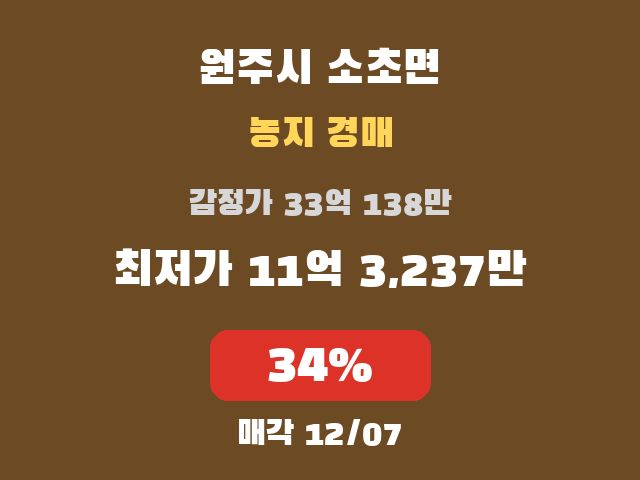 원주시 소초면
농지 경매
감정가 33억 138만
최저가 11억 3,237만
34%
매각 12/07